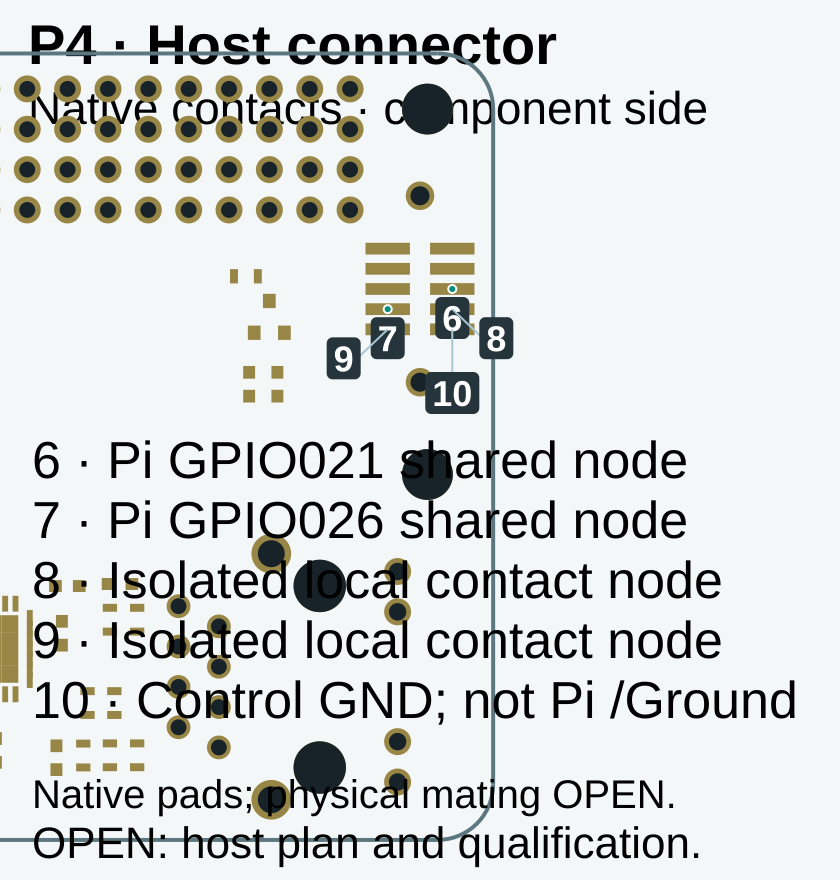 P4 · Host connector
Native contacts · component side
6
7
8
9
10
6 · Pi GPIO021 shared node
7 · Pi GPIO026 shared node
8 · Isolated local contact node
9 · Isolated local contact node
10 · Control GND; not Pi /Ground
Native pads; physical mating OPEN.
OPEN: host plan and qualification.